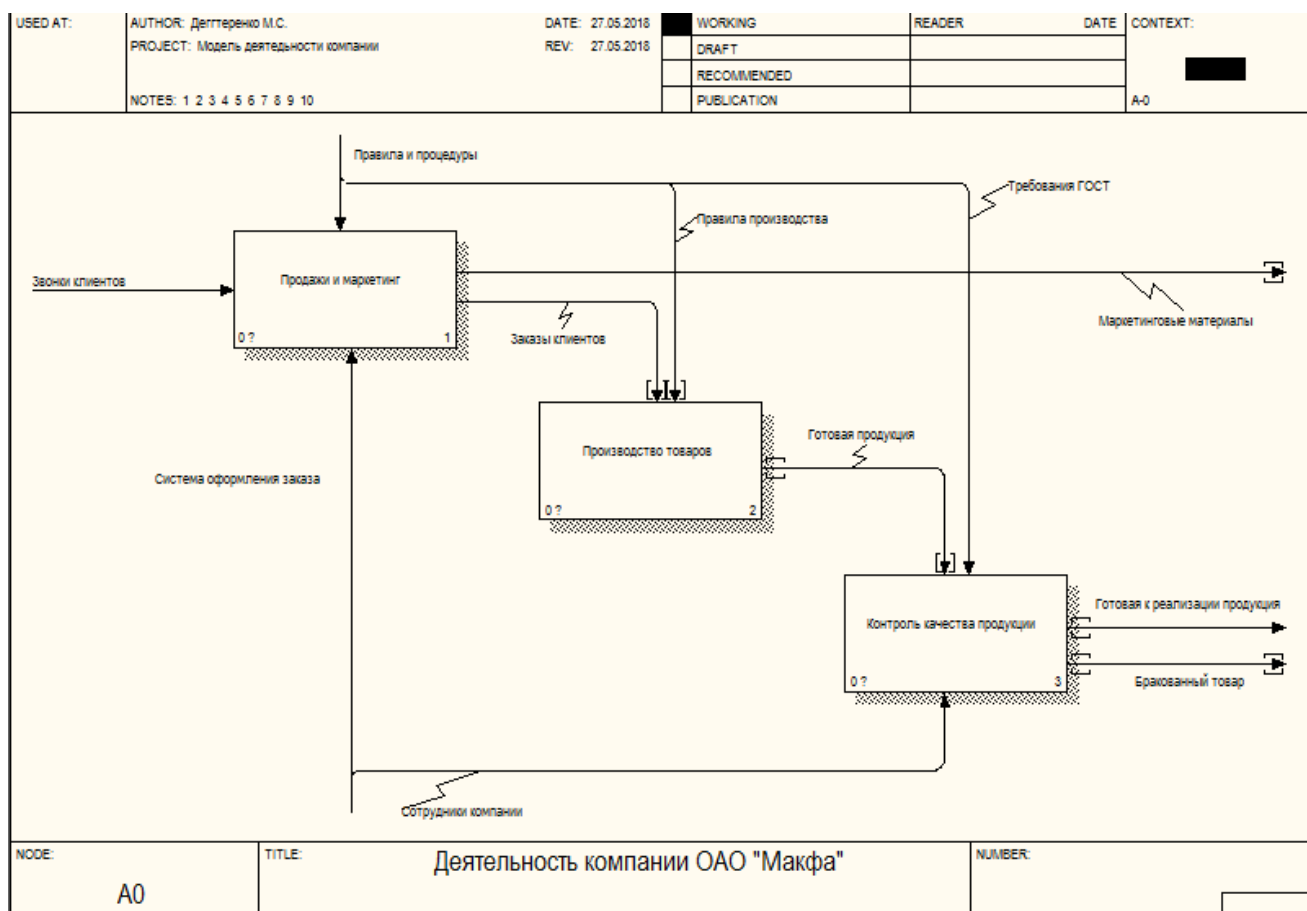 USED AT:
AUTHOR: Дегттеренко М.С.
DATE: 27.05.2018
WORKING
READER
DATE
CONTEXT:
PROJECT: Модель деятедьности компании
REV: 27.05.2018
DRAFT
RECOMMENDED
NOTES: 1 2 3 4 5 6 7 8 9 10
PUBLICATION
A-0
Правила и процедуры
Требования ГОСТ
Правила производства
Звонки клиентов
Продажи и маркетинг
0 ?
1
Маркетинговые материалы
Заказы клиентов
Готовая продукция
Производство товаров
0 ?
2
Система оформления заказа
Готовая к реализации продукция
Контроль качества продукции
0 ?
3
Бракованный товар
Сотрудники компании
NODE:
A0
TITLE:
Деятельность компании ОАО "Макфа"
NUMBER: